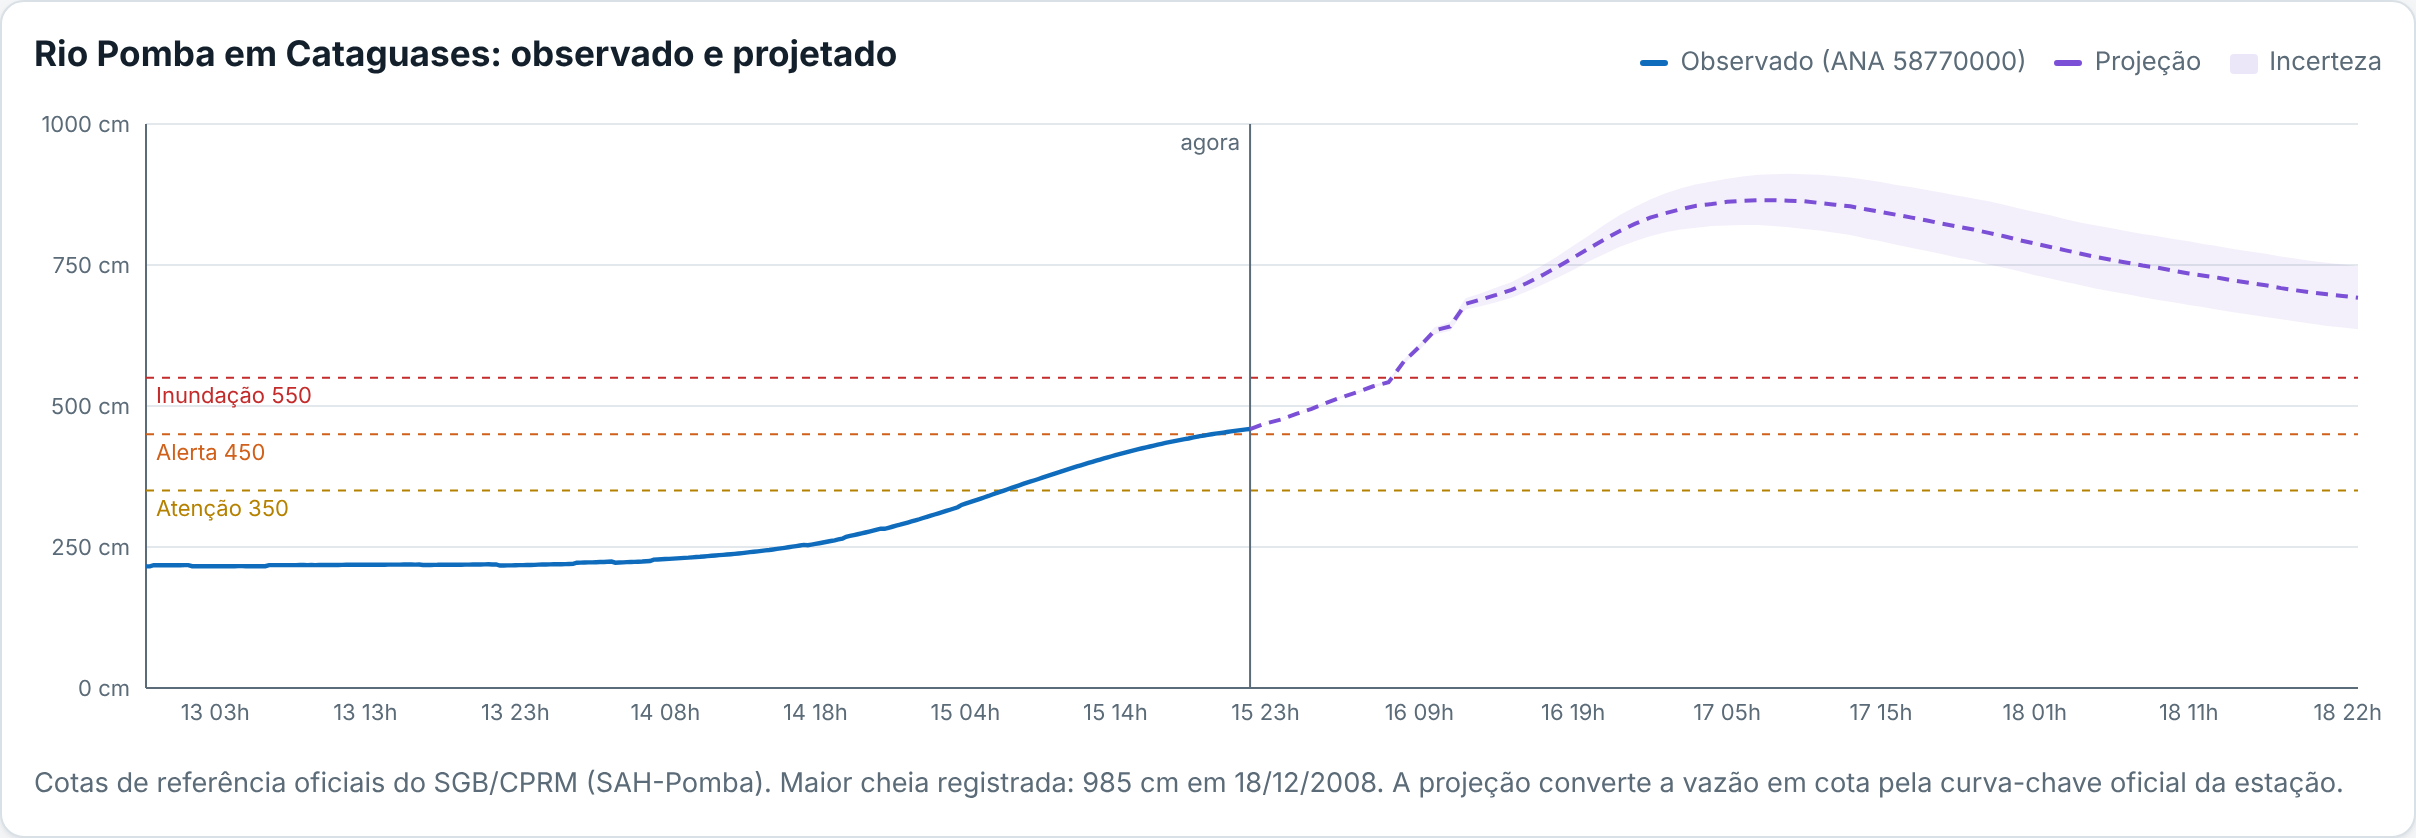 Rio Pomba em Cataguases: observado e projetado
Observado (ANA 58770000) Projeção Incerteza
1000 cm
agora
750 cm
Inundação 550
500 cm
Alerta 450
Atenção 350
250 cm
0 cm
13 03h 13 13h 13 23h 14 08h 14 18h 15 04h 15 14h 15 23h 16 09h 16 19h 17 05h 17 15h 18 01h 18 11h 18 22h
Cotas de referência oficiais do SGB/CPRM (SAH-Pomba). Maior cheia registrada: 985 cm em 18/12/2008. A projeção converte a vazão em cota pela curva-chave oficial da estação.